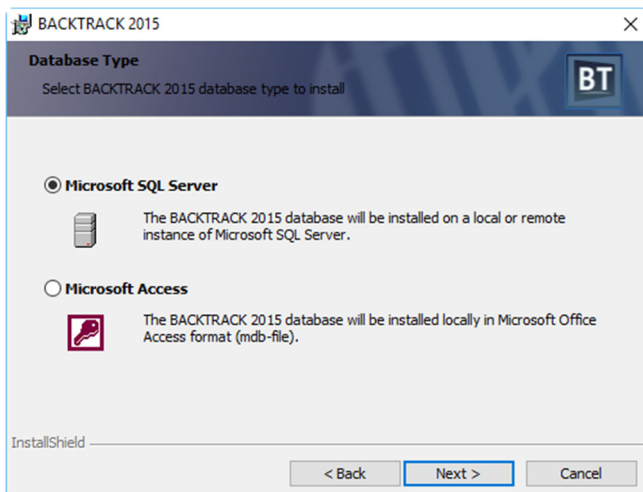 BACKTRACK 2015
Database Type
Select BACKTRACK 2015 database type to install
BT
Microsoft SQL Server
The BACKTRACK 2015 database will be installed on a local or remote
instance of Microsoft SQL Server.
Microsoft Access
The BACKTRACK 2015 database will be installed locally in Microsoft Office
Access format (mdb-file).
InstallShield
< Back Next > Cancel